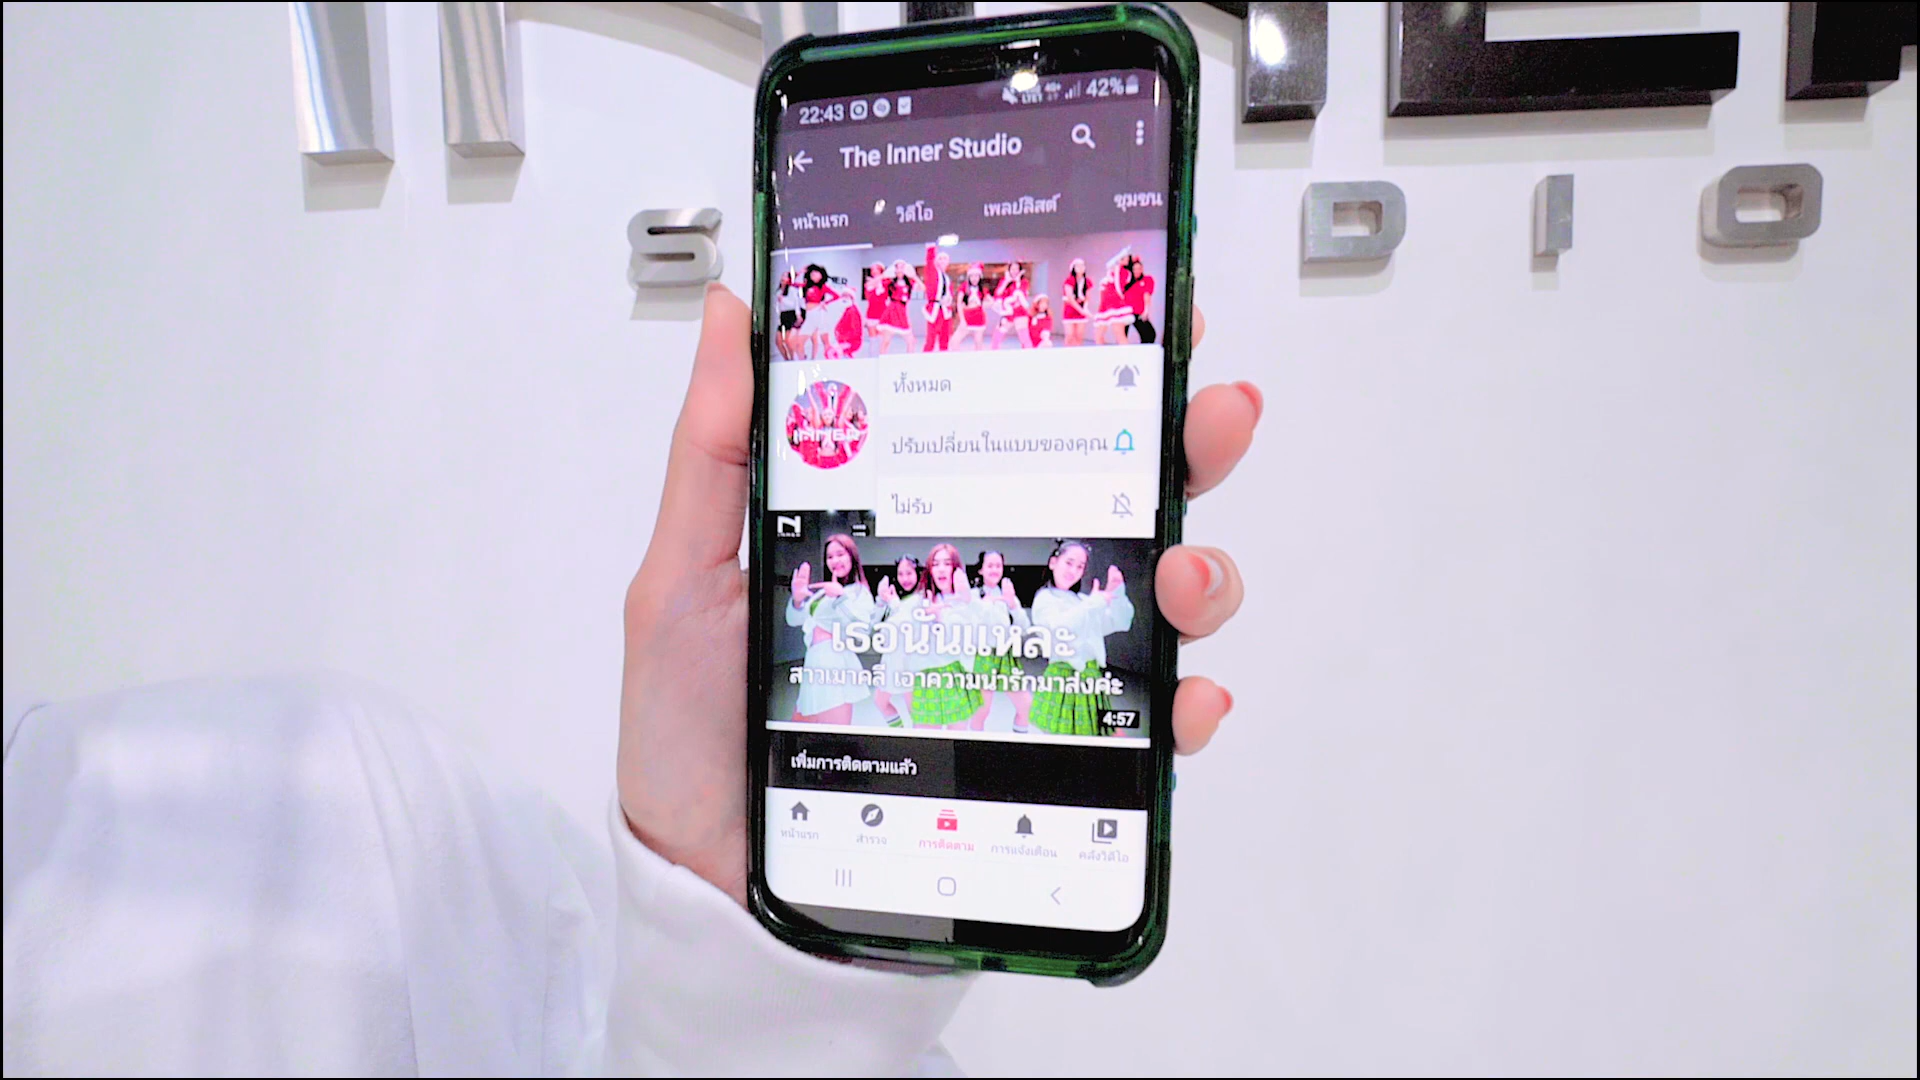 22:43 42%
The Inner Studio
หน้าแรก วิดีโอ เพลย์ลิสต์ ชุมชน
ทั้งหมด
INNER
ปรับเปลี่ยนในแบบของคุณ
ไม่รับ
INNER
เธอนั่นแหละ
สาวเมาคลี เอาความน่ารักมาส่งค่ะ
4:57
เพิ่มการติดตามแล้ว
หน้าแรก สำรวจ การติดตาม การแจ้งเตือน คลังวิดีโอ
S D I O